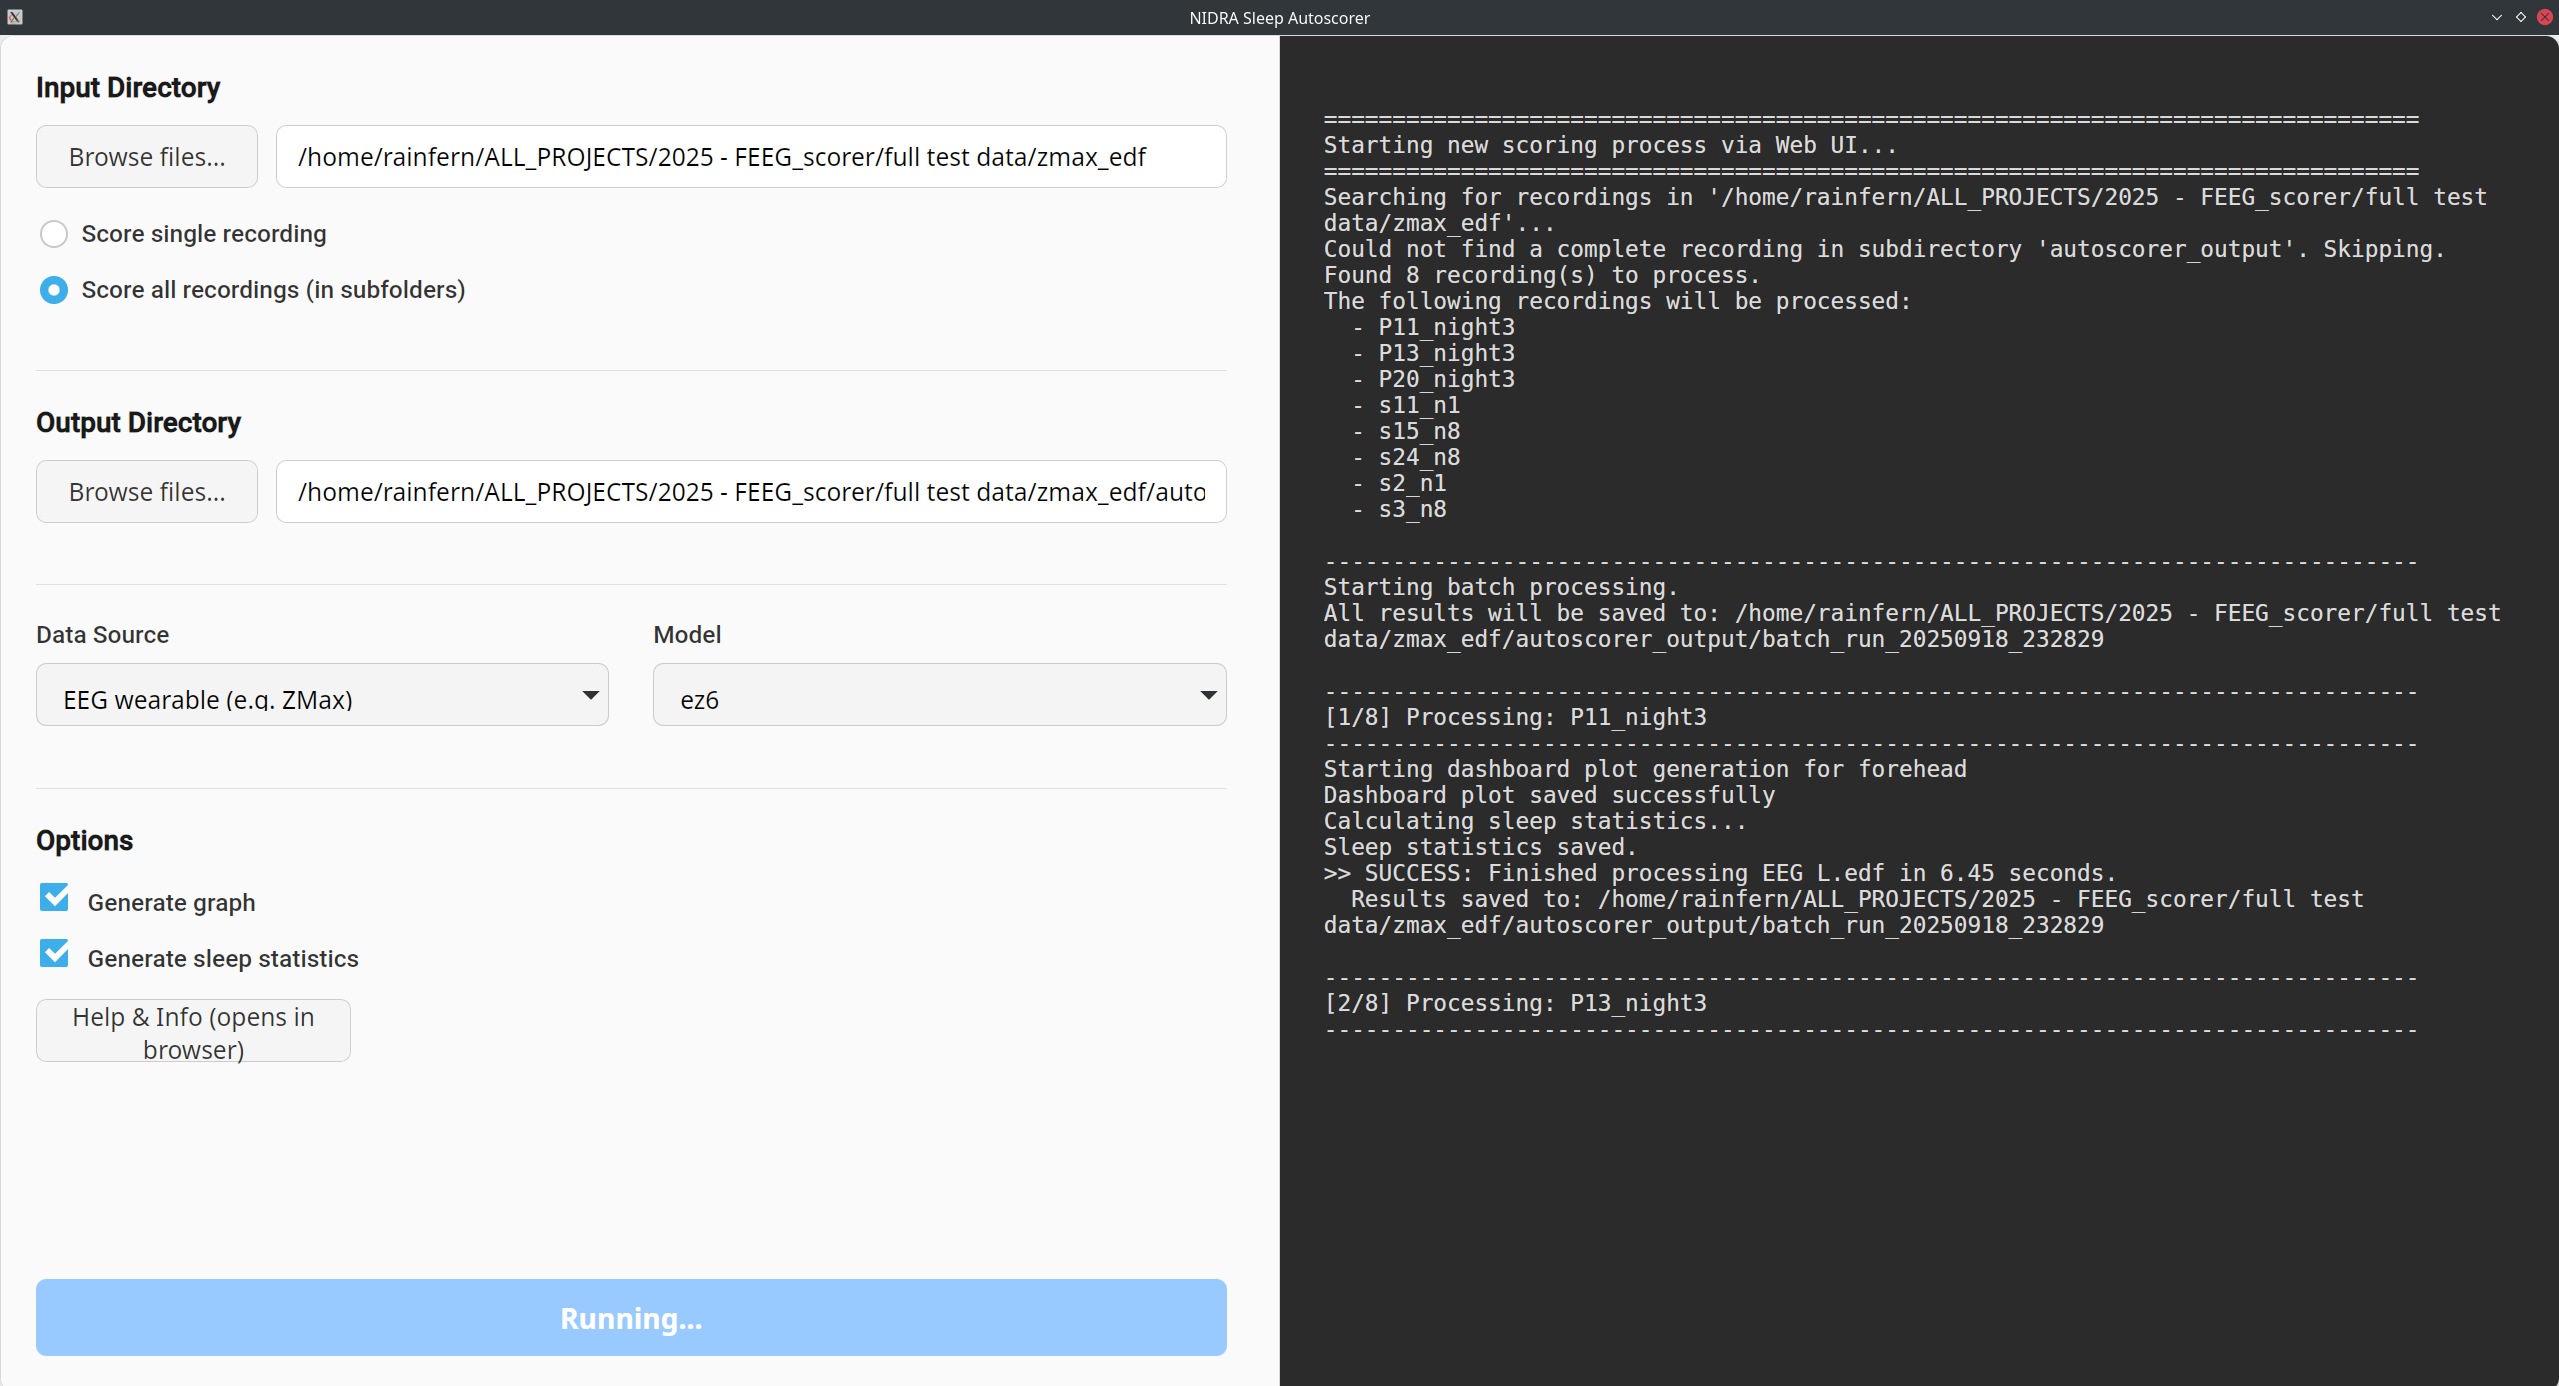 NIDRA Sleep Autoscorer
Input Directory
Browse files...
/home/rainfern/ALL_PROJECTS/2025 - FEEG_scorer/full test data/zmax_edf
Score single recording
Score all recordings (in subfolders)
Output Directory
Browse files...
/home/rainfern/ALL_PROJECTS/2025 - FEEG_scorer/full test data/zmax_edf/auto
Data Source
Model
EEG wearable (e.g. ZMax)
ez6
Options
Generate graph
Generate sleep statistics
Help & Info (opens in
browser)
Running...
================================================================================
Starting new scoring process via Web UI...
================================================================================
Searching for recordings in '/home/rainfern/ALL_PROJECTS/2025 - FEEG_scorer/full test
data/zmax_edf'...
Could not find a complete recording in subdirectory 'autoscorer_output'. Skipping.
Found 8 recording(s) to process.
The following recordings will be processed:
  - P11_night3
  - P13_night3
  - P20_night3
  - s11_n1
  - s15_n8
  - s24_n8
  - s2_n1
  - s3_n8
--------------------------------------------------------------------------------
Starting batch processing.
All results will be saved to: /home/rainfern/ALL_PROJECTS/2025 - FEEG_scorer/full test
data/zmax_edf/autoscorer_output/batch_run_20250918_232829
--------------------------------------------------------------------------------
[1/8] Processing: P11_night3
--------------------------------------------------------------------------------
Starting dashboard plot generation for forehead
Dashboard plot saved successfully
Calculating sleep statistics...
Sleep statistics saved.
>> SUCCESS: Finished processing EEG L.edf in 6.45 seconds.
  Results saved to: /home/rainfern/ALL_PROJECTS/2025 - FEEG_scorer/full test
data/zmax_edf/autoscorer_output/batch_run_20250918_232829
--------------------------------------------------------------------------------
[2/8] Processing: P13_night3
--------------------------------------------------------------------------------